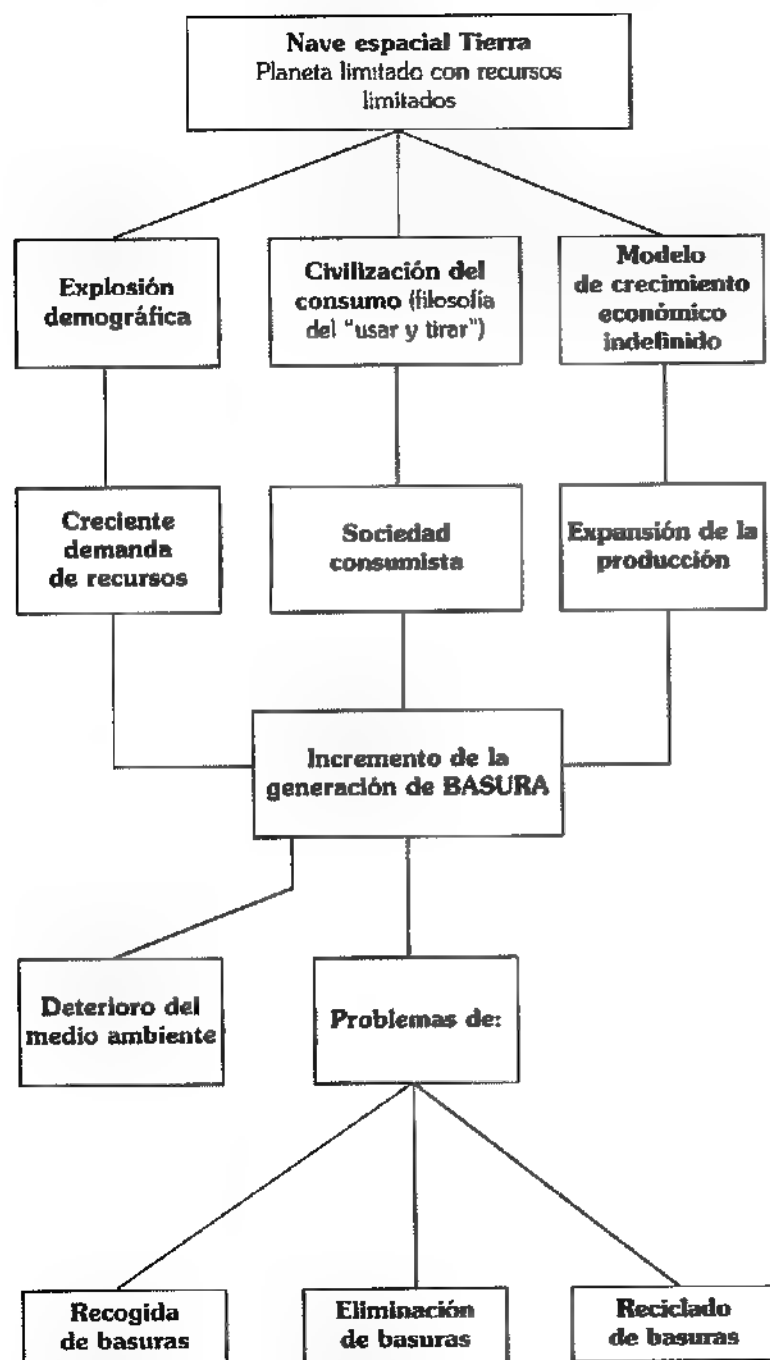 Nave espacial Tierra
Planeta limitado con recursos
limitados
Explosión
demográfica
Civilización del
consumo (filosofía
del "usar y tirar")
Modelo
de crecimiento
económico
indefinido
Creciente
demanda
de recursos
Sociedad
consumista
Expansión de la
producción
Incremento de la
generación de BASURA
Deterioro del
medio ambiente
Problemas de:
Recogida
de basuras
Eliminación
de basuras
Reciclado
de basuras